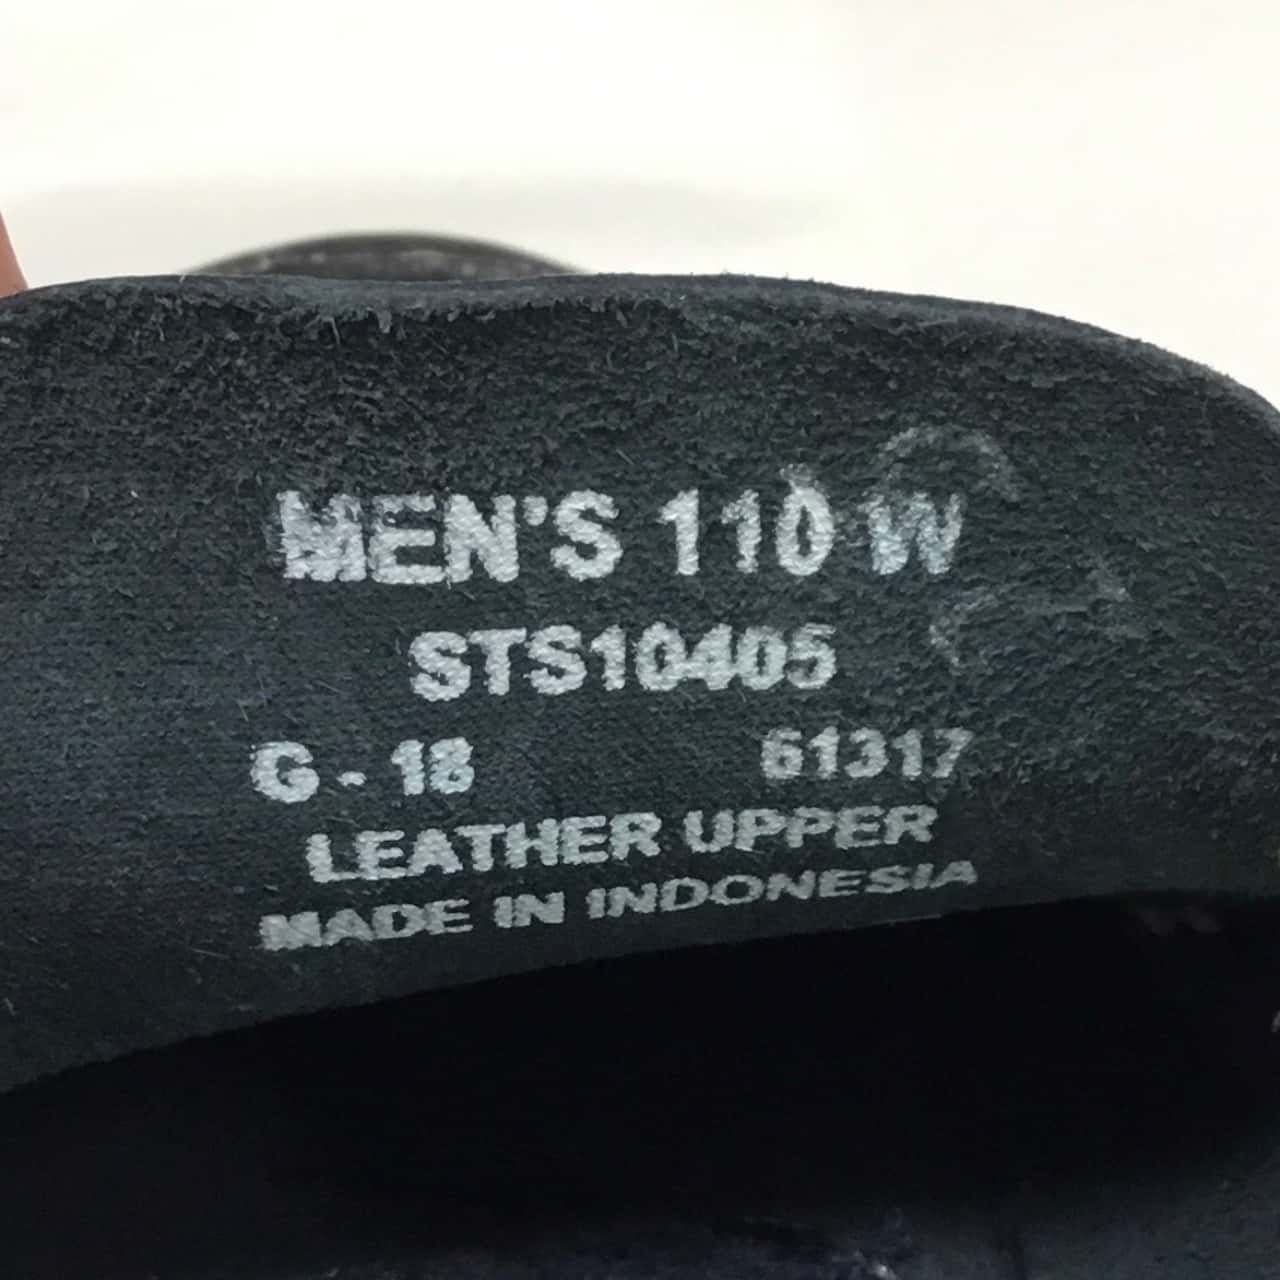 MEN'S 110 W
STS10405
G - 18 61317
LEATHER UPPER
MADE IN INDONESIA